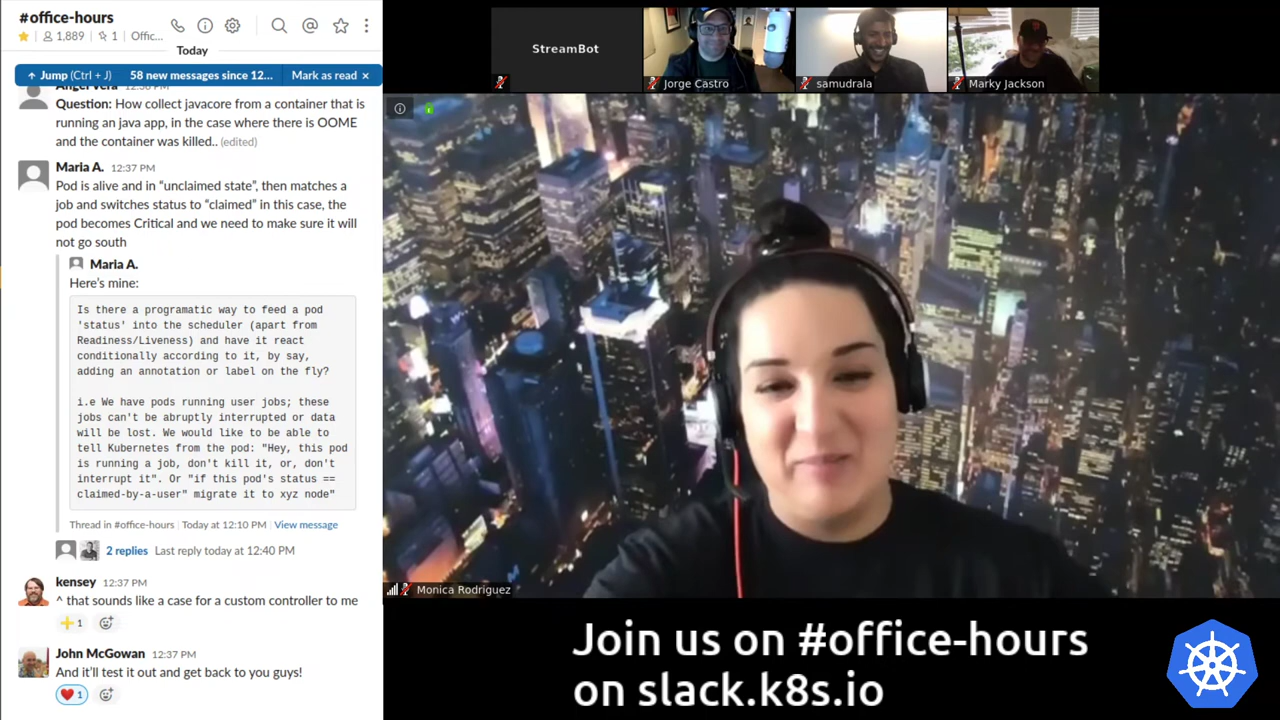 #office-hours
1,889
1
Offic...
Today
↑ Jump (Ctrl + J) 58 new messages since 12... Mark as read ×
Angel Vera 12:36 PM
Question: How collect javacore from a container that is
running an java app, in the case where there is OOME
and the container was killed.. (edited)
Maria A. 12:37 PM
Pod is alive and in “unclaimed state”, then matches a
job and switches status to “claimed” in this case, the
pod becomes Critical and we need to make sure it will
not go south
Maria A.
Here’s mine:
Is there a programatic way to feed a pod
'status' into the scheduler (apart from
Readiness/Liveness) and have it react
conditionally according to it, by say,
adding an annotation or label on the fly?
i.e We have pods running user jobs; these
jobs can't be abruptly interrupted or data
will be lost. We would like to be able to
tell Kubernetes from the pod: "Hey, this pod
is running a job, don't kill it, or, don't
interrupt it". Or "if this pod's status ==
claimed-by-a-user" migrate it to xyz node"
Thread in #office-hours | Today at 12:10 PM | View message
2 replies Last reply today at 12:40 PM
kensey 12:37 PM
^ that sounds like a case for a custom controller to me
1
John McGowan 12:37 PM
And it’ll test it out and get back to you guys!
1
StreamBot
Jorge Castro
samudrala
Marky Jackson
Monica Rodriguez
Join us on #office-hours
on slack.k8s.io